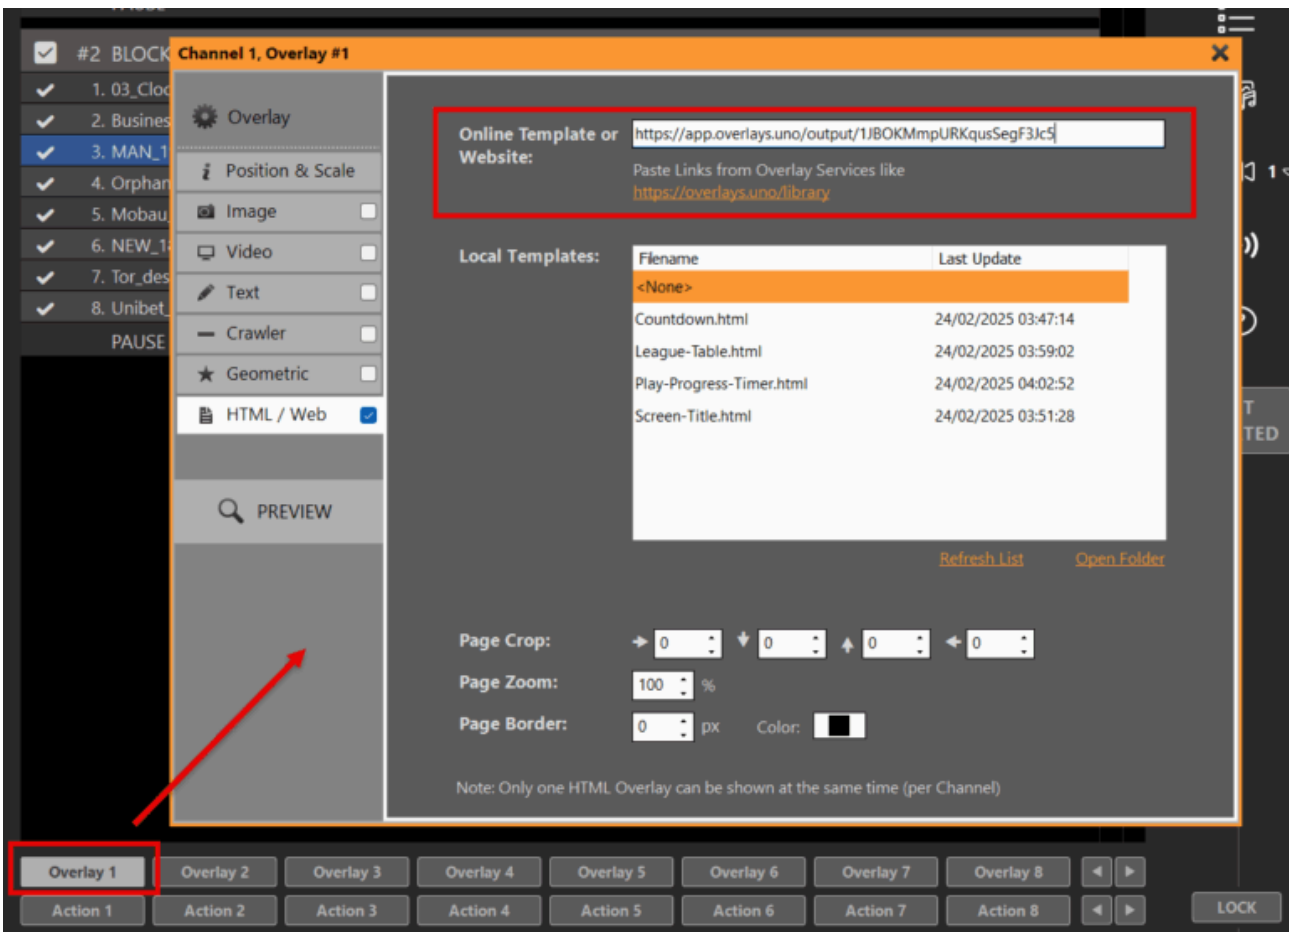 PAUSE
#2 BLOCK
Channel 1, Overlay #1
1. 03_Cloc
2. Busines
3. MAN_1
4. Orphan
5. Mobau_
6. NEW_18
7. Tor_des
8. Unibet_
PAUSE
Overlay
Position & Scale
Image
Video
Text
Crawler
Geometric
HTML / Web
PREVIEW
Online Template or
Website:
https://app.overlays.uno/output/1JBOKMmpURKqusSegF3Jc5
Paste Links from Overlay Services like
https://overlays.uno/library
Local Templates:
Filename Last Update
<None>
Countdown.html 24/02/2025 03:47:14
League-Table.html 24/02/2025 03:59:02
Play-Progress-Timer.html 24/02/2025 04:02:52
Screen-Title.html 24/02/2025 03:51:28
Refresh List Open Folder
Page Crop: 0 0 0 0
Page Zoom: 100 %
Page Border: 0 px Color:
Note: Only one HTML Overlay can be shown at the same time (per Channel)
1
T
TED
Overlay 1 Overlay 2 Overlay 3 Overlay 4 Overlay 5 Overlay 6 Overlay 7 Overlay 8
Action 1 Action 2 Action 3 Action 4 Action 5 Action 6 Action 7 Action 8
LOCK